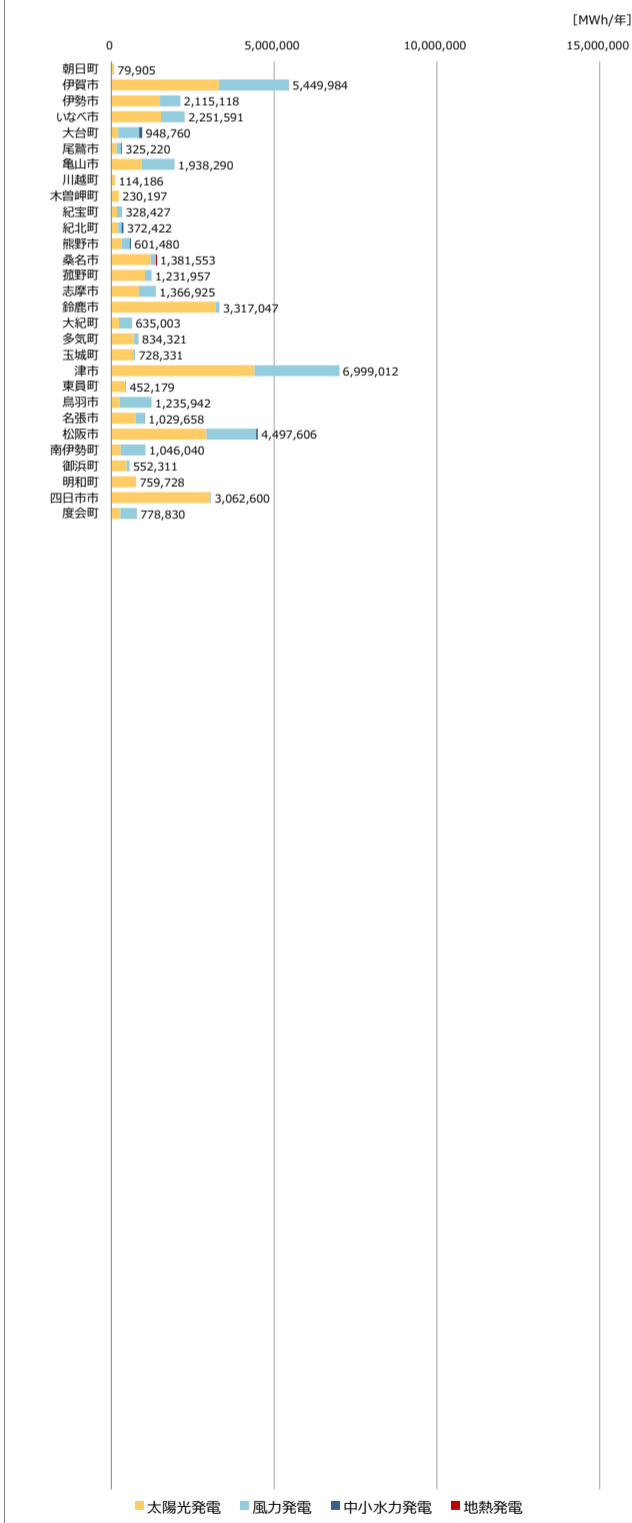 [MWh/年]
0 5,000,000 10,000,000 15,000,000
朝日町 79,905
伊賀市 5,449,984
伊勢市 2,115,118
いなべ市 2,251,591
大台町 948,760
尾鷲市 325,220
亀山市 1,938,290
川越町 114,186
木曽岬町 230,197
紀宝町 328,427
紀北町 372,422
熊野市 601,480
桑名市 1,381,553
菰野町 1,231,957
志摩市 1,366,925
鈴鹿市 3,317,047
大紀町 635,003
多気町 834,321
玉城町 728,331
津市 6,999,012
東員町 452,179
鳥羽市 1,235,942
名張市 1,029,658
松阪市 4,497,606
南伊勢町 1,046,040
御浜町 552,311
明和町 759,728
四日市市 3,062,600
度会町 778,830
太陽光発電 風力発電 中小水力発電 地熱発電